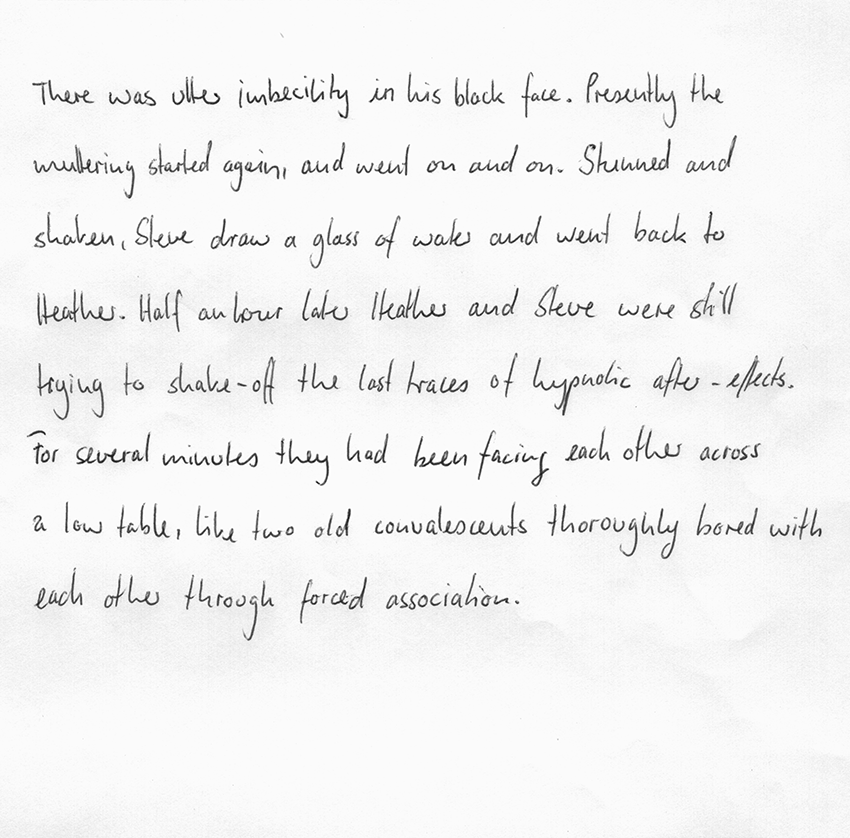 There was utter imbecility in his black face. Presently the
muttering started again, and went on and on. Stunned and
shaken, Steve draw a glass of water and went back to
Heather. Half an hour later Heather and Steve were still
trying to shake-off the last traces of hypnotic after-effects.
For several minutes they had been facing each other across
a low table, like two old convalescents thoroughly bored with
each other through forced association.